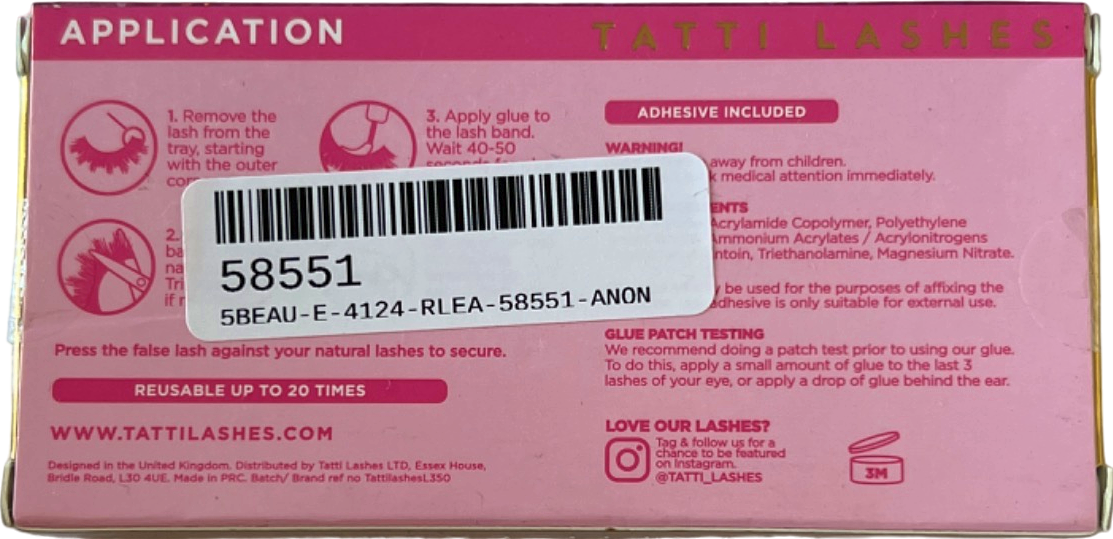 APPLICATION
TATTI LASHES
1. Remove the
lash from the
tray, starting
with the outer
2.
3. Apply glue to
the lash band.
Wait 40-50
58551
5BEAU-E-4124-RLEA-58551-ANON
Press the false lash against your natural lashes to secure.
REUSABLE UP TO 20 TIMES
WWW.TATTILASHES.COM
Designed in the United Kingdom. Distributed by Tatti Lashes LTD, Essex House,
Bridle Road, L30 4UE. Made in PRC. Batch/ Brand ref no TattilashesL350
ADHESIVE INCLUDED
WARNING!
away from children.
medical attention immediately.
Acrylamide Copolymer, Polyethylene
Ammonium Acrylates / Acrylonitrogens
Triethanolamine, Magnesium Nitrate.
be used for the purposes of affixing the
adhesive is only suitable for external use.
GLUE PATCH TESTING
We recommend doing a patch test prior to using our glue.
To do this, apply a small amount of glue to the last 3
lashes of your eye, or apply a drop of glue behind the ear.
LOVE OUR LASHES?
Tag & follow us for a
chance to be featured
on Instagram.
@TATTI_LASHES
3M